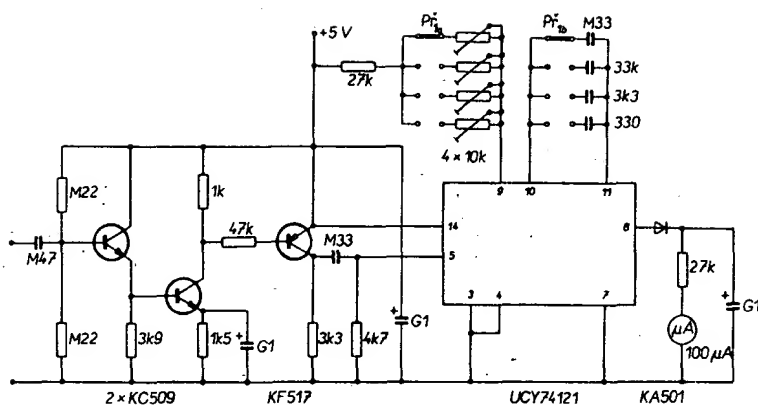 Př1a
Př1b
M33
+5 V
27k
33k
3k3
330
4 × 10k
9
10
11
M22
1k
47k
M33
14
5
6
M47
27k
3
4
7
M22
3k9
1k5
G1
3k3
4k7
G1
μA
100 μA
G1
2 × KC509
KF517
UCY74121
KA501